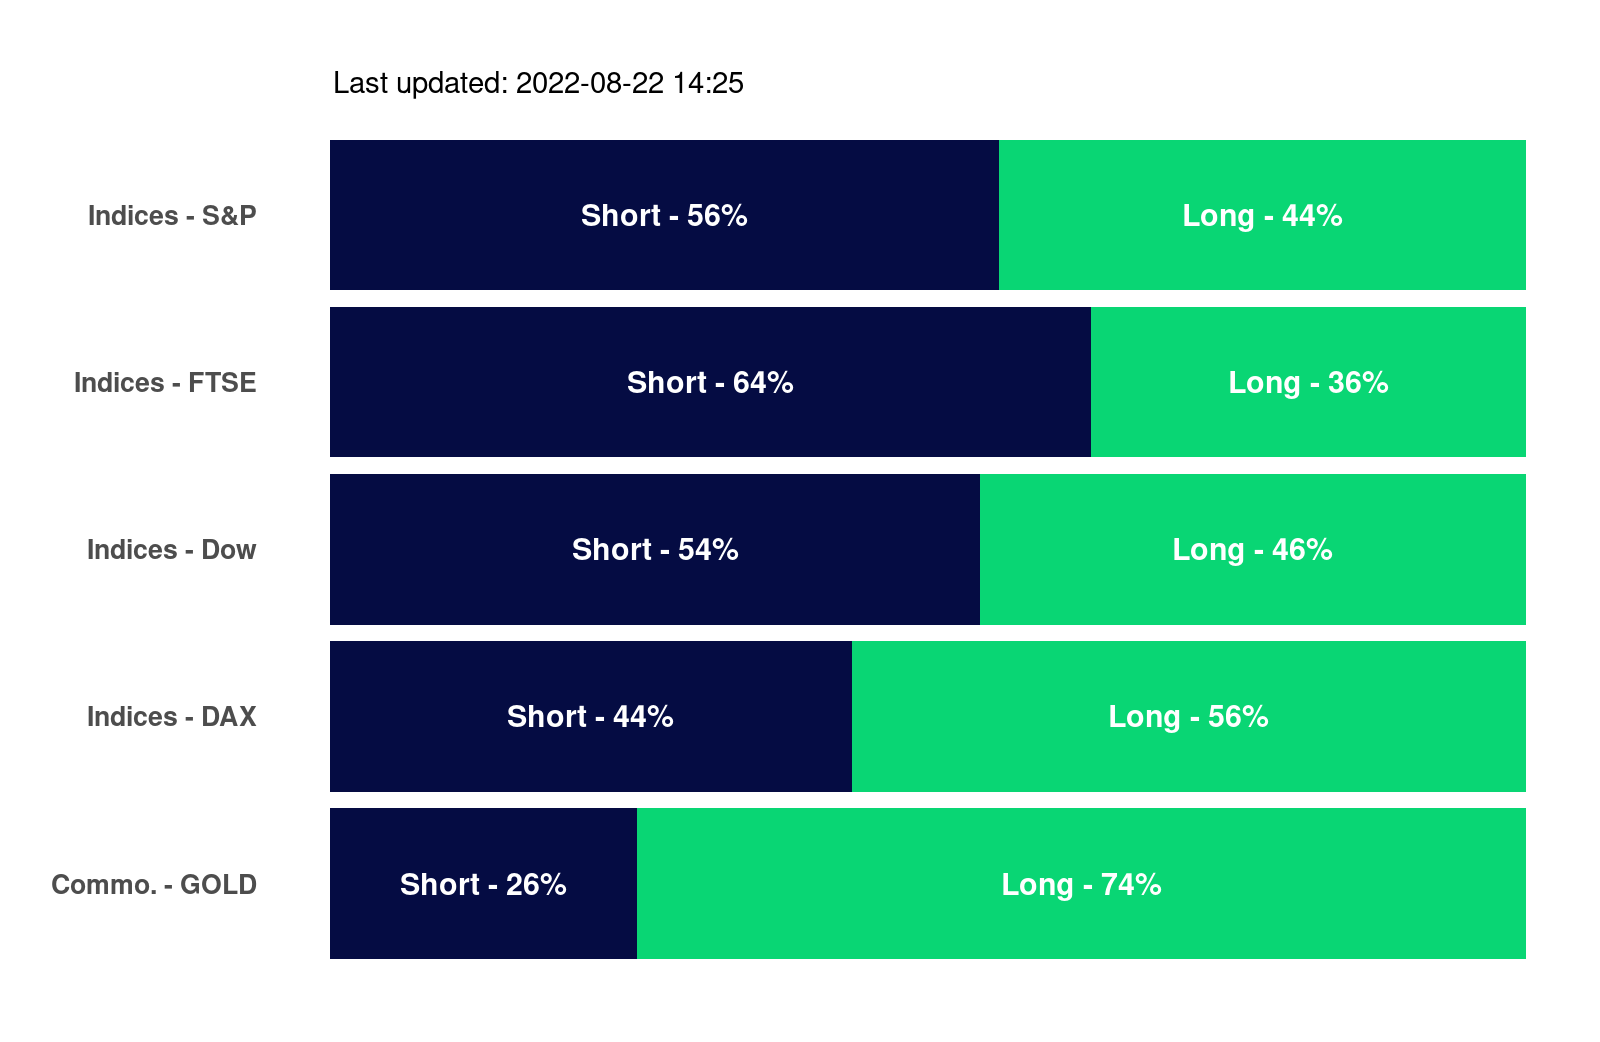 Last updated: 2022-08-22 14:25
Indices - S&P Short - 56% Long - 44%
Indices - FTSE Short - 64% Long - 36%
Indices - Dow Short - 54% Long - 46%
Indices - DAX Short - 44% Long - 56%
Commo. - GOLD Short - 26% Long - 74%